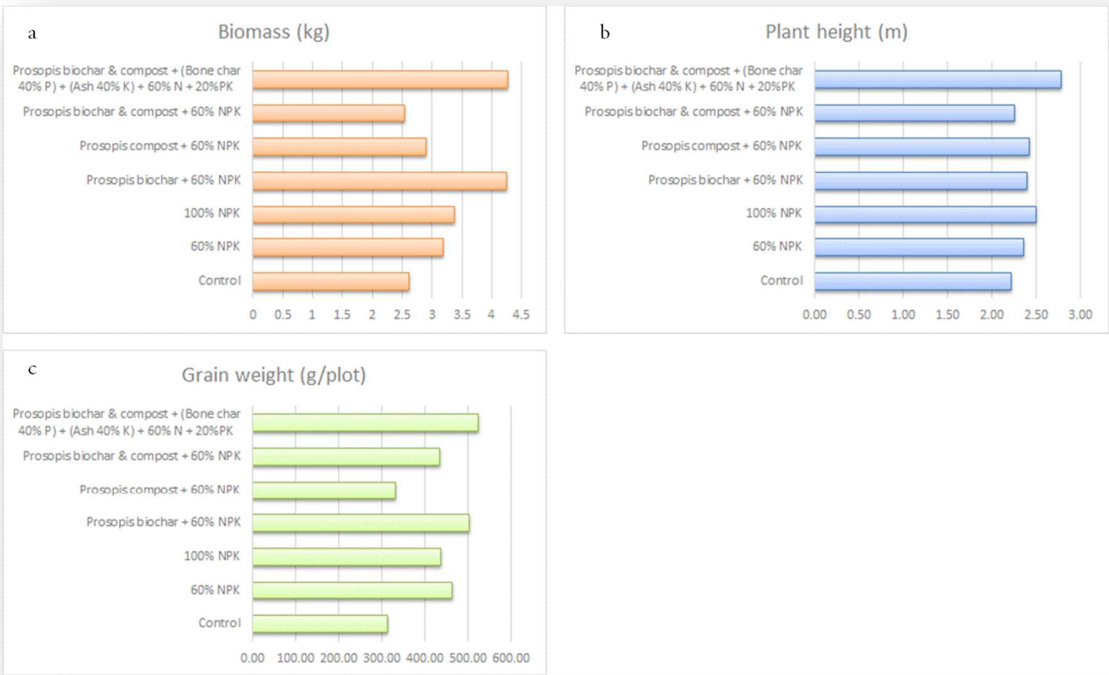 a
Biomass (kg)
Prosopis biochar & compost + (Bone char
40% P) + (Ash 40% K) + 60% N + 20%PK
Prosopis biochar & compost + 60% NPK
Prosopis compost + 60% NPK
Prosopis biochar + 60% NPK
100% NPK
60% NPK
Control
0 0.5 1 1.5 2 2.5 3 3.5 4 4.5
b
Plant height (m)
Prosopis biochar & compost + (Bone char
40% P) + (Ash 40% K) + 60% N + 20%PK
Prosopis biochar & compost + 60% NPK
Prosopis compost + 60% NPK
Prosopis biochar + 60% NPK
100% NPK
60% NPK
Control
0.00 0.50 1.00 1.50 2.00 2.50 3.00
c
Grain weight (g/plot)
Prosopis biochar & compost + (Bone char
40% P) + (Ash 40% K) + 60% N + 20%PK
Prosopis biochar & compost + 60% NPK
Prosopis compost + 60% NPK
Prosopis biochar + 60% NPK
100% NPK
60% NPK
Control
0.00 100.00 200.00 300.00 400.00 500.00 600.00